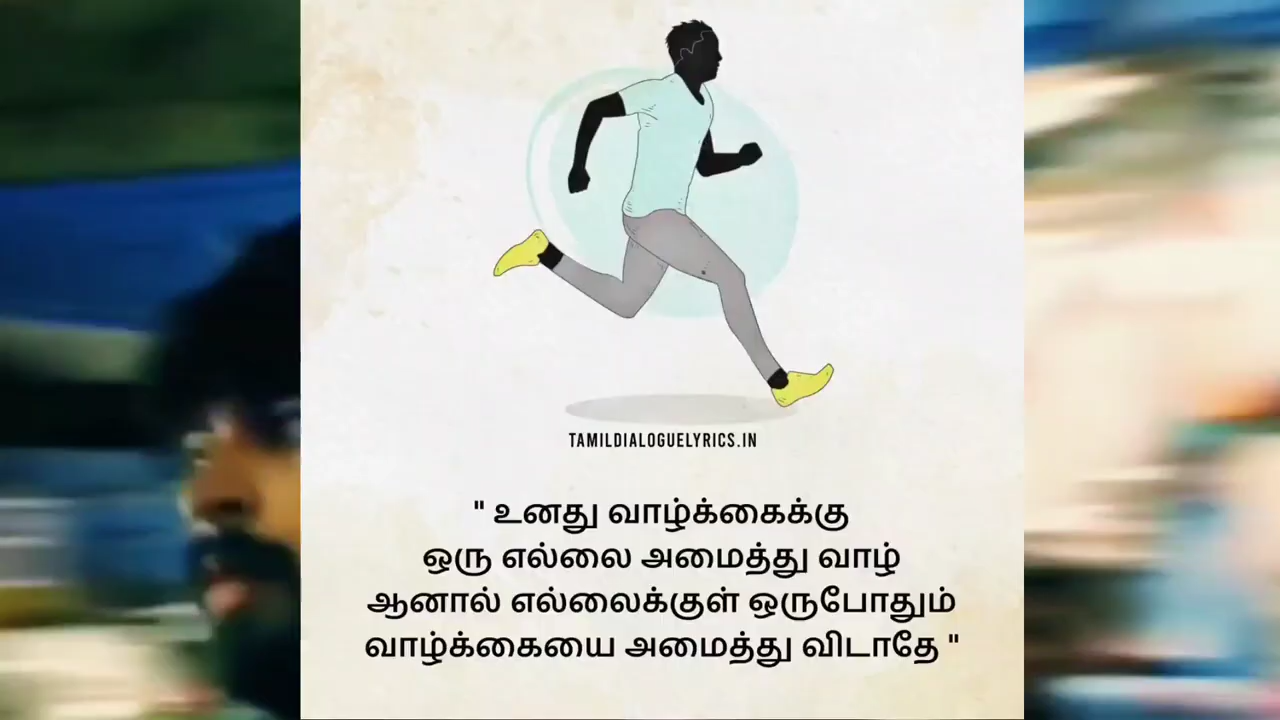 TAMILDIALOGUELYRICS.IN
" உனது வாழ்க்கைக்கு
ஒரு எல்லை அமைத்து வாழ்
ஆனால் எல்லைக்குள் ஒருபோதும்
வாழ்க்கையை அமைத்து விடாதே "